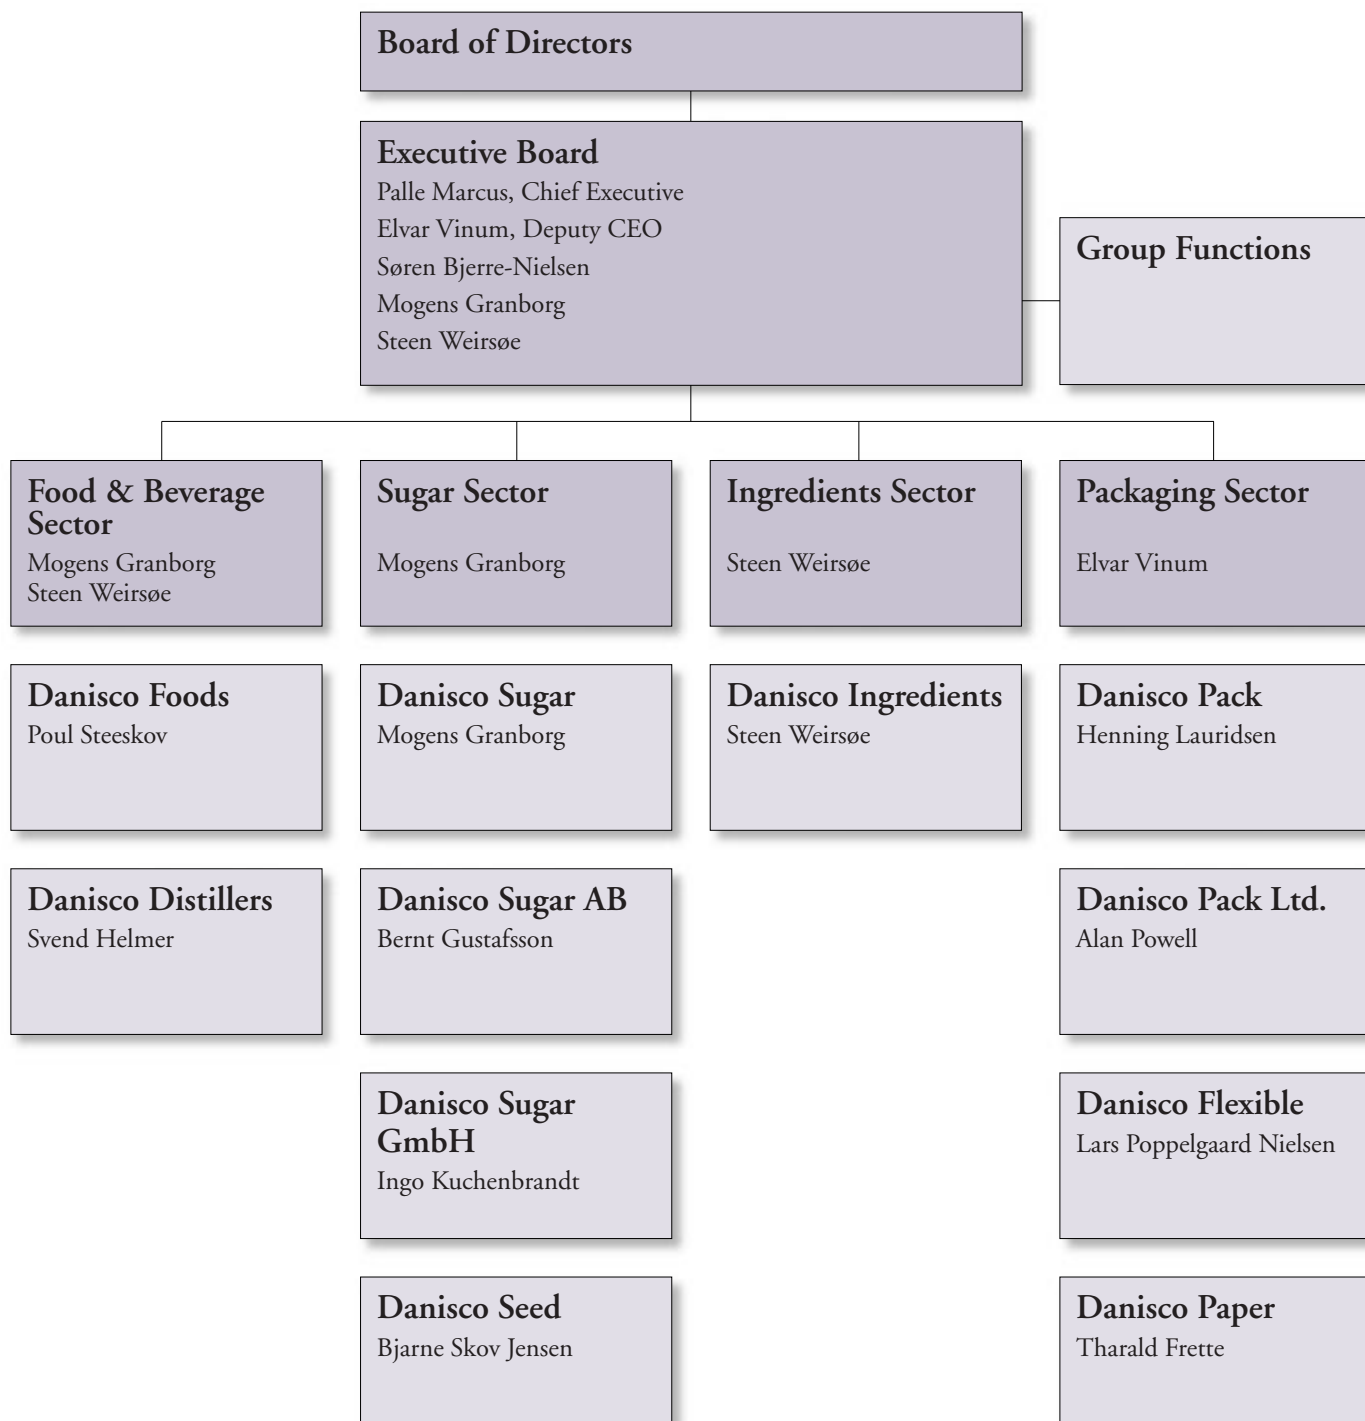 Board of Directors
Executive Board
Palle Marcus, Chief Executive
Elvar Vinum, Deputy CEO
Søren Bjerre-Nielsen
Mogens Granborg
Steen Weirsøe
Group Functions
Food & Beverage
Sector
Mogens Granborg
Steen Weirsøe
Sugar Sector
Mogens Granborg
Ingredients Sector
Steen Weirsøe
Packaging Sector
Elvar Vinum
Danisco Foods
Poul Steeskov
Danisco Sugar
Mogens Granborg
Danisco Ingredients
Steen Weirsøe
Danisco Pack
Henning Lauridsen
Danisco Distillers
Svend Helmer
Danisco Sugar AB
Bernt Gustafsson
Danisco Pack Ltd.
Alan Powell
Danisco Sugar
GmbH
Ingo Kuchenbrandt
Danisco Flexible
Lars Poppelgaard Nielsen
Danisco Seed
Bjarne Skov Jensen
Danisco Paper
Tharald Frette